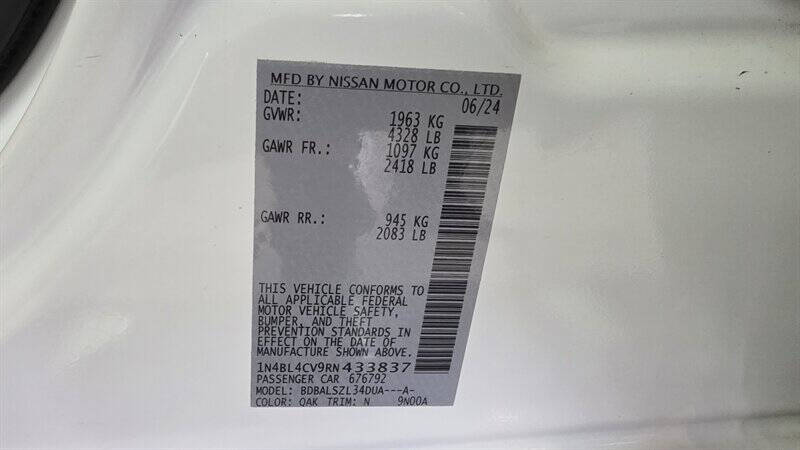 MFD BY NISSAN MOTOR CO., LTD.
DATE: 06/24
GVWR: 1963 KG
4328 LB
GAWR FR.: 1097 KG
2418 LB
GAWR RR.: 945 KG
2083 LB
THIS VEHICLE CONFORMS TO
ALL APPLICABLE FEDERAL
MOTOR VEHICLE SAFETY,
BUMPER, AND THEFT
PREVENTION STANDARDS IN
EFFECT ON THE DATE OF
MANUFACTURE SHOWN ABOVE.
1N4BL4CV9RN433837
PASSENGER CAR 676792
MODEL: BDBALSZL34DUA---A-
COLOR: QAK TRIM: N 9N00A